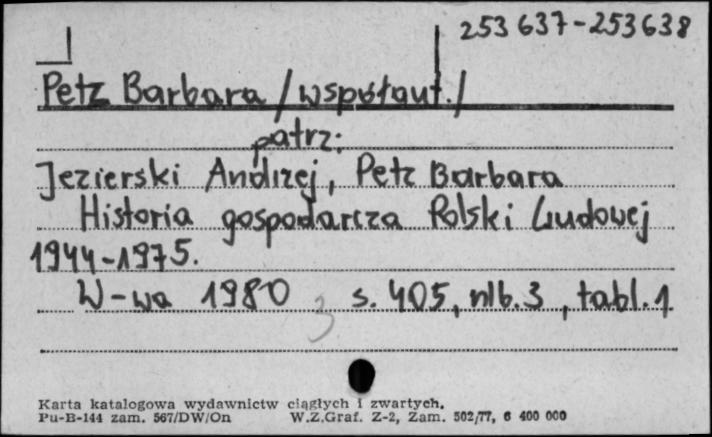 253 637-253638
Petz Barbara /współaut./
patrz:
Jezierski Andrzej, Petz Barbara
Historia gospodarcza Polski Ludowej
1944-1975.
W-wa 1980 s. 405, nlb. 3, tabl. 1
3
Karta katalogowa wydawnictw ciągłych i zwartych.
Pu-B-144 zam. 567/DW/On W.Z.Graf. Z-2, Zam. 502/77, 6 400 000